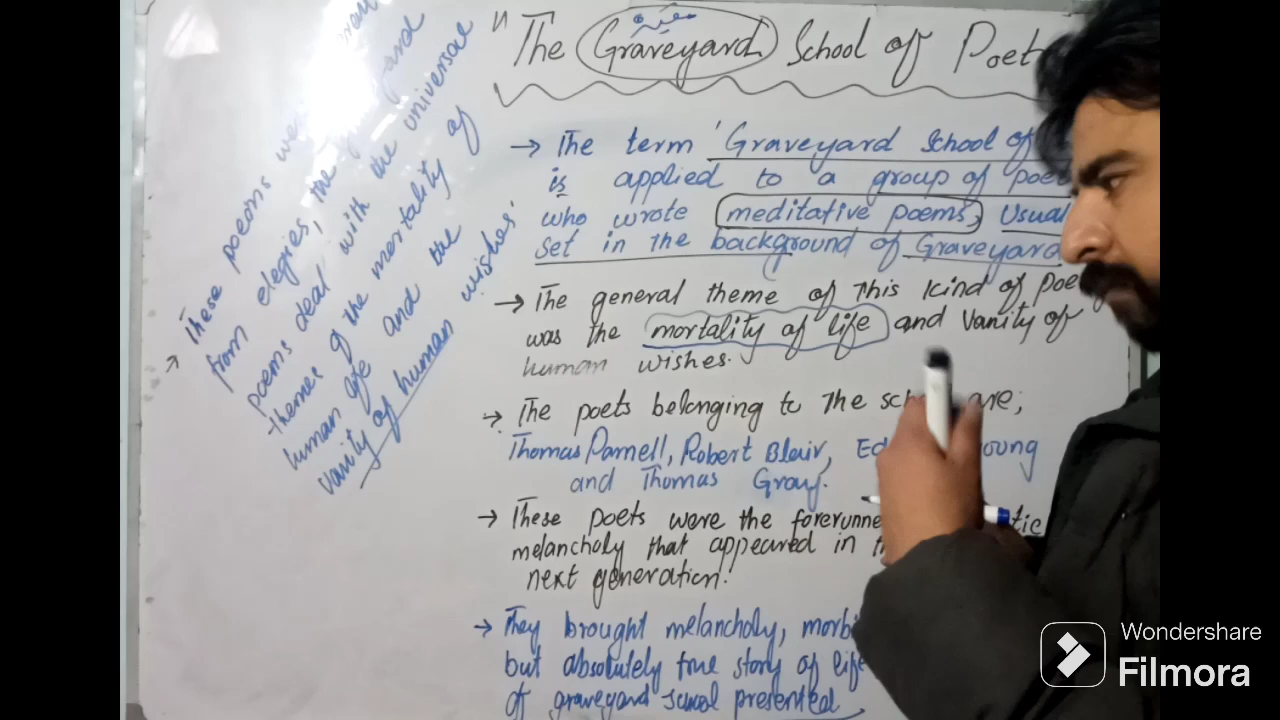 "The Graveyard School of Poet
مقبرة
→ The term 'Graveyard School of
is applied to a group of poet
who wrote meditative poems, Usual
set in the background of Graveyard
→ The general theme of This kind of Poe
was the mortality of life and Vanity of
human wishes.
→ The poets belonging to The sch are;
Thomas Parnell, Robert Blair, Ed oung
and Thomas Gray.
→ These poets were the forerunne tic
melancholy that appeared in t
next generation.
→ They brought melancholy, morbi
but absolutely true story of life
of graveyard school presented
→ These poems we
from elegies, the ard
poems deal with the universal
themes of the mortality of
human life and the
vanity of human wishes'
Wondershare
Filmora